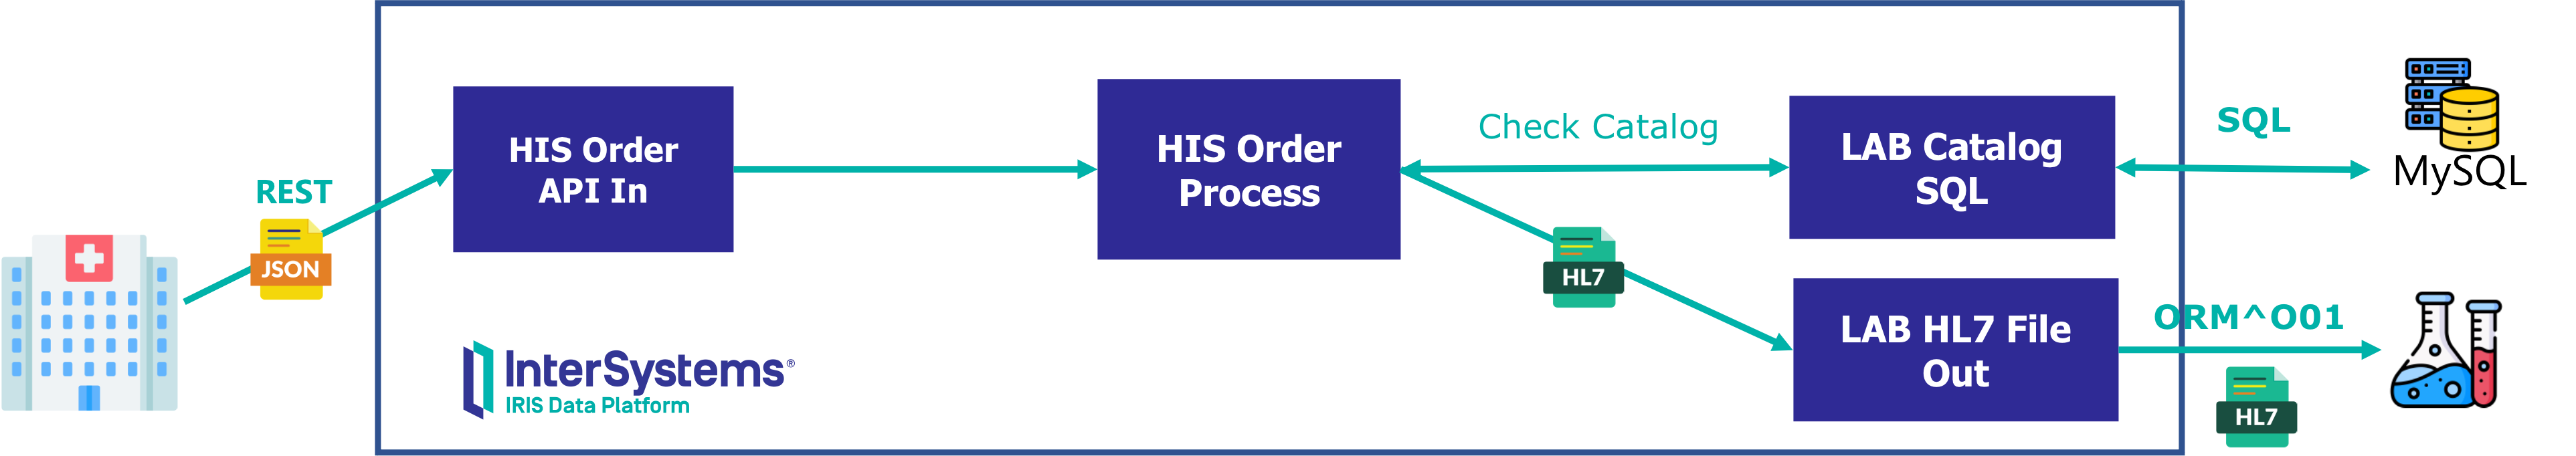 REST
JSON
HIS Order
API In
InterSystems®
IRIS Data Platform
HIS Order
Process
Check Catalog
HL7
LAB Catalog
SQL
LAB HL7 File
Out
SQL
MySQL
ORM^O01
HL7